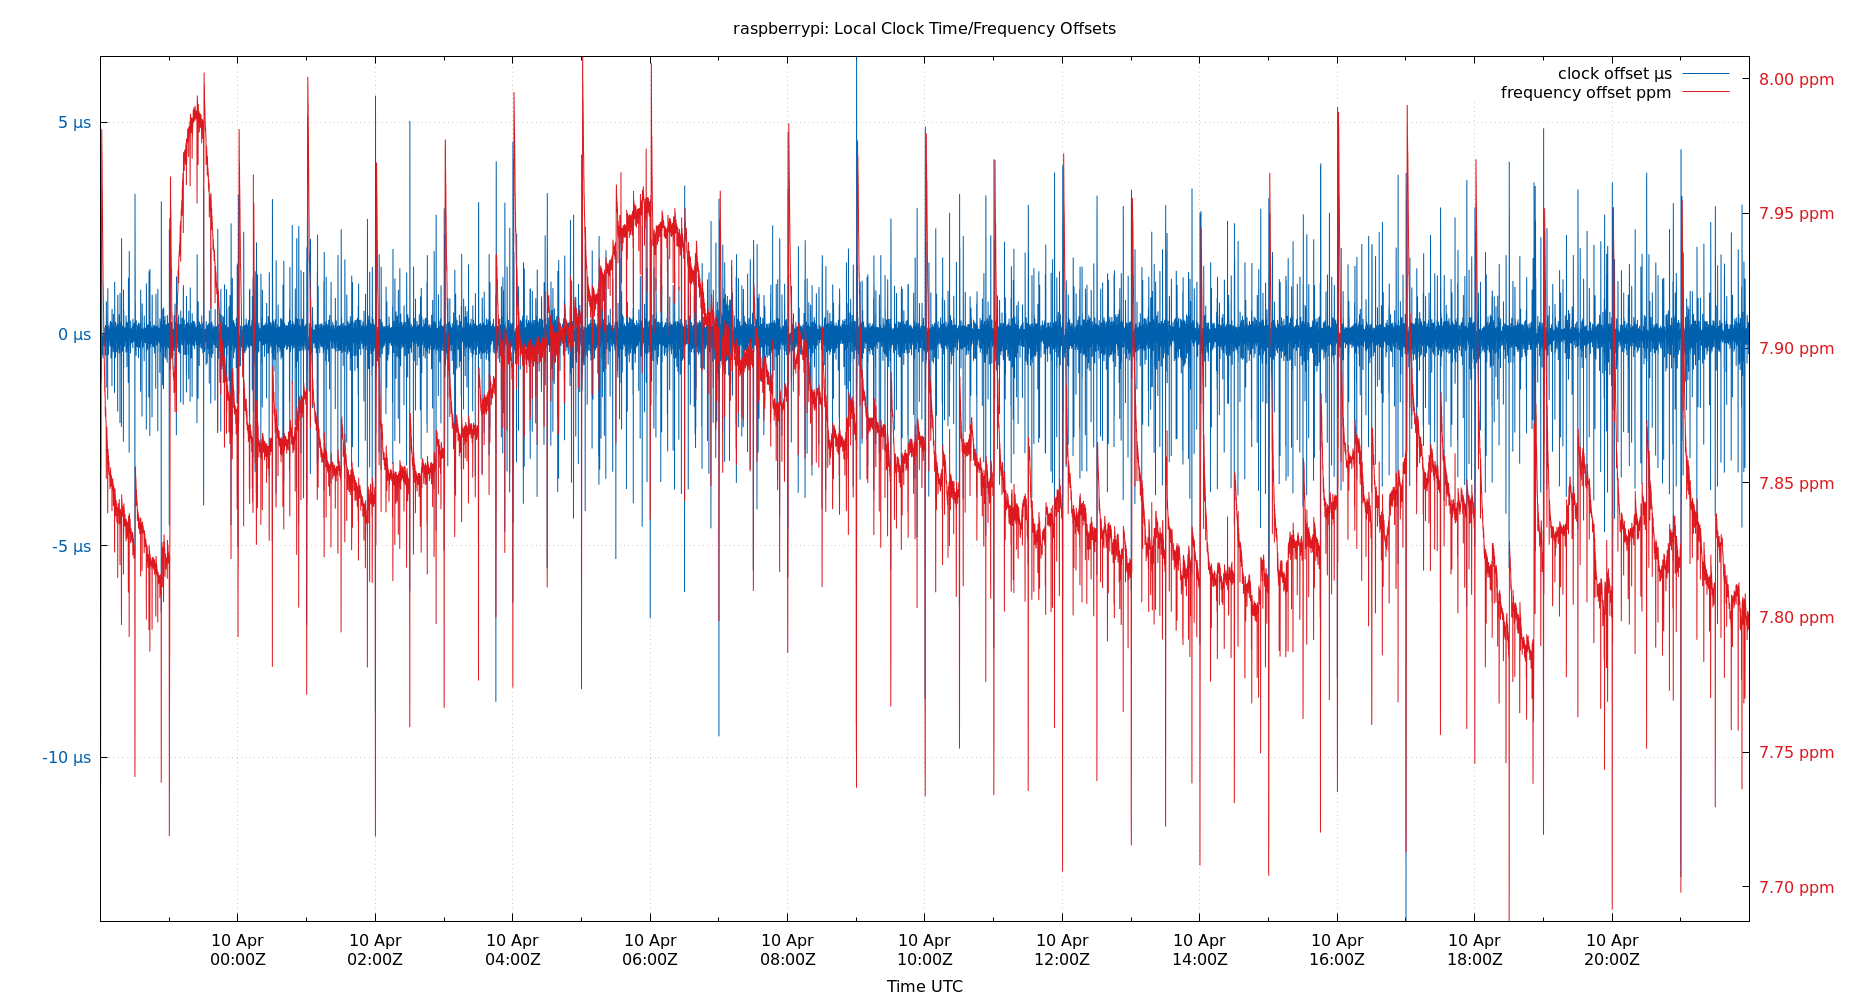 raspberrypi: Local Clock Time/Frequency Offsets
clock offset µs
frequency offset ppm
5 µs
0 µs
-5 µs
-10 µs
8.00 ppm
7.95 ppm
7.90 ppm
7.85 ppm
7.80 ppm
7.75 ppm
7.70 ppm
10 Apr 10 Apr 10 Apr 10 Apr 10 Apr 10 Apr 10 Apr 10 Apr 10 Apr 10 Apr 10 Apr
00:00Z 02:00Z 04:00Z 06:00Z 08:00Z 10:00Z 12:00Z 14:00Z 16:00Z 18:00Z 20:00Z
Time UTC